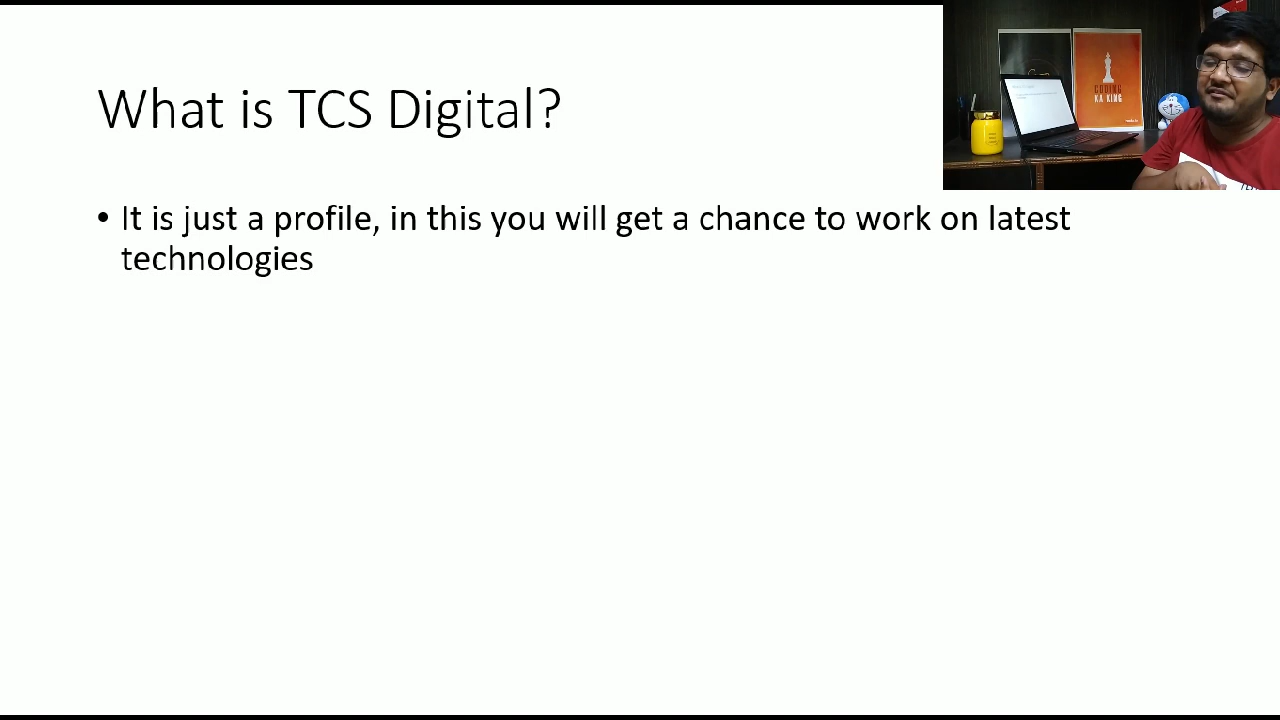 What is TCS Digital?
• It is just a profile, in this you will get a chance to work on latest
technologies
CODING
KA KING